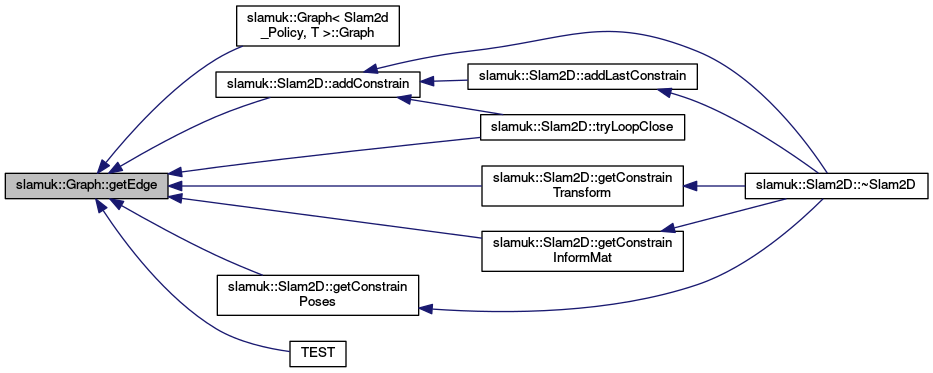 slamuk::Graph< Slam2d
_Policy, T >::Graph
slamuk::Slam2D::addConstrain
slamuk::Slam2D::addLastConstrain
slamuk::Slam2D::tryLoopClose
slamuk::Graph::getEdge
slamuk::Slam2D::getConstrain
Transform
slamuk::Slam2D::~Slam2D
slamuk::Slam2D::getConstrain
InformMat
slamuk::Slam2D::getConstrain
Poses
TEST